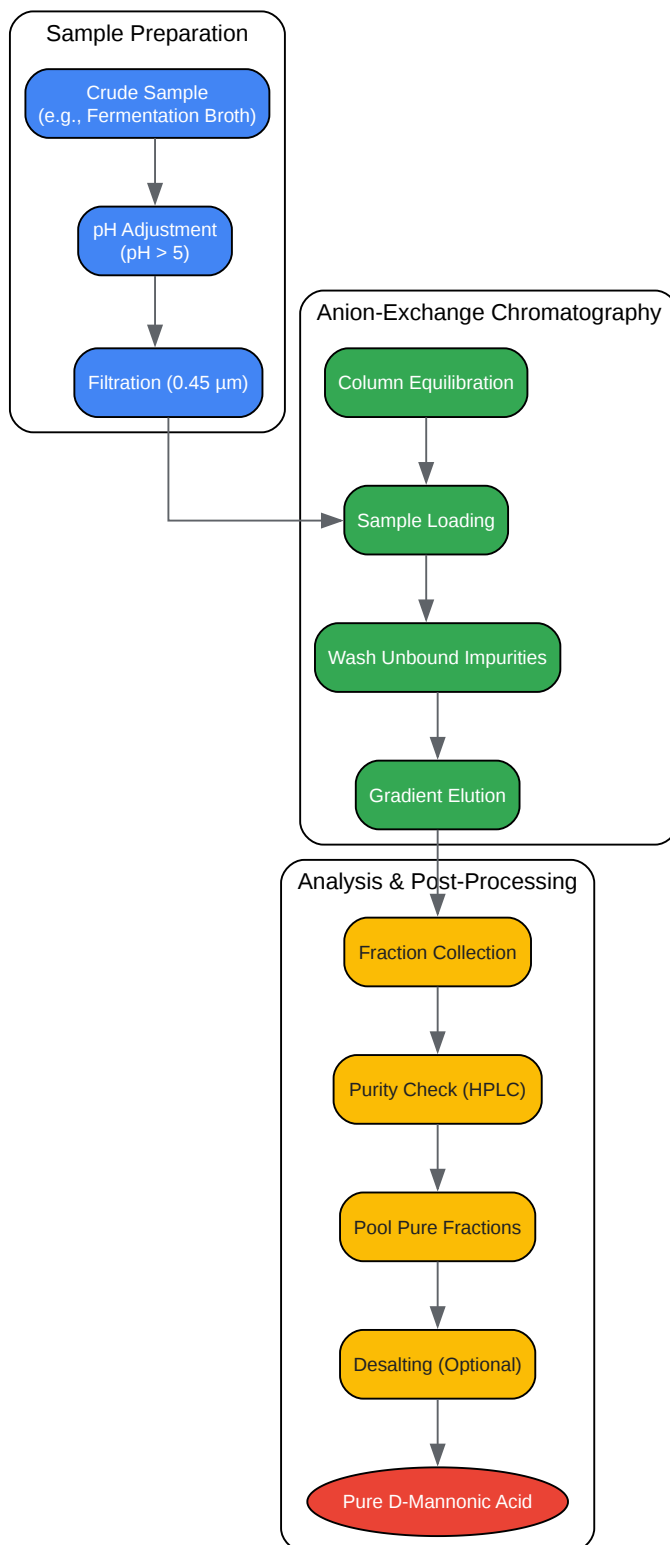 Sample Preparation
Crude Sample
(e.g., Fermentation Broth)
pH Adjustment
(pH > 5)
Filtration (0.45 µm)
Anion-Exchange Chromatography
Column Equilibration
Sample Loading
Wash Unbound Impurities
Gradient Elution
Analysis & Post-Processing
Fraction Collection
Purity Check (HPLC)
Pool Pure Fractions
Desalting (Optional)
Pure D-Mannonic Acid